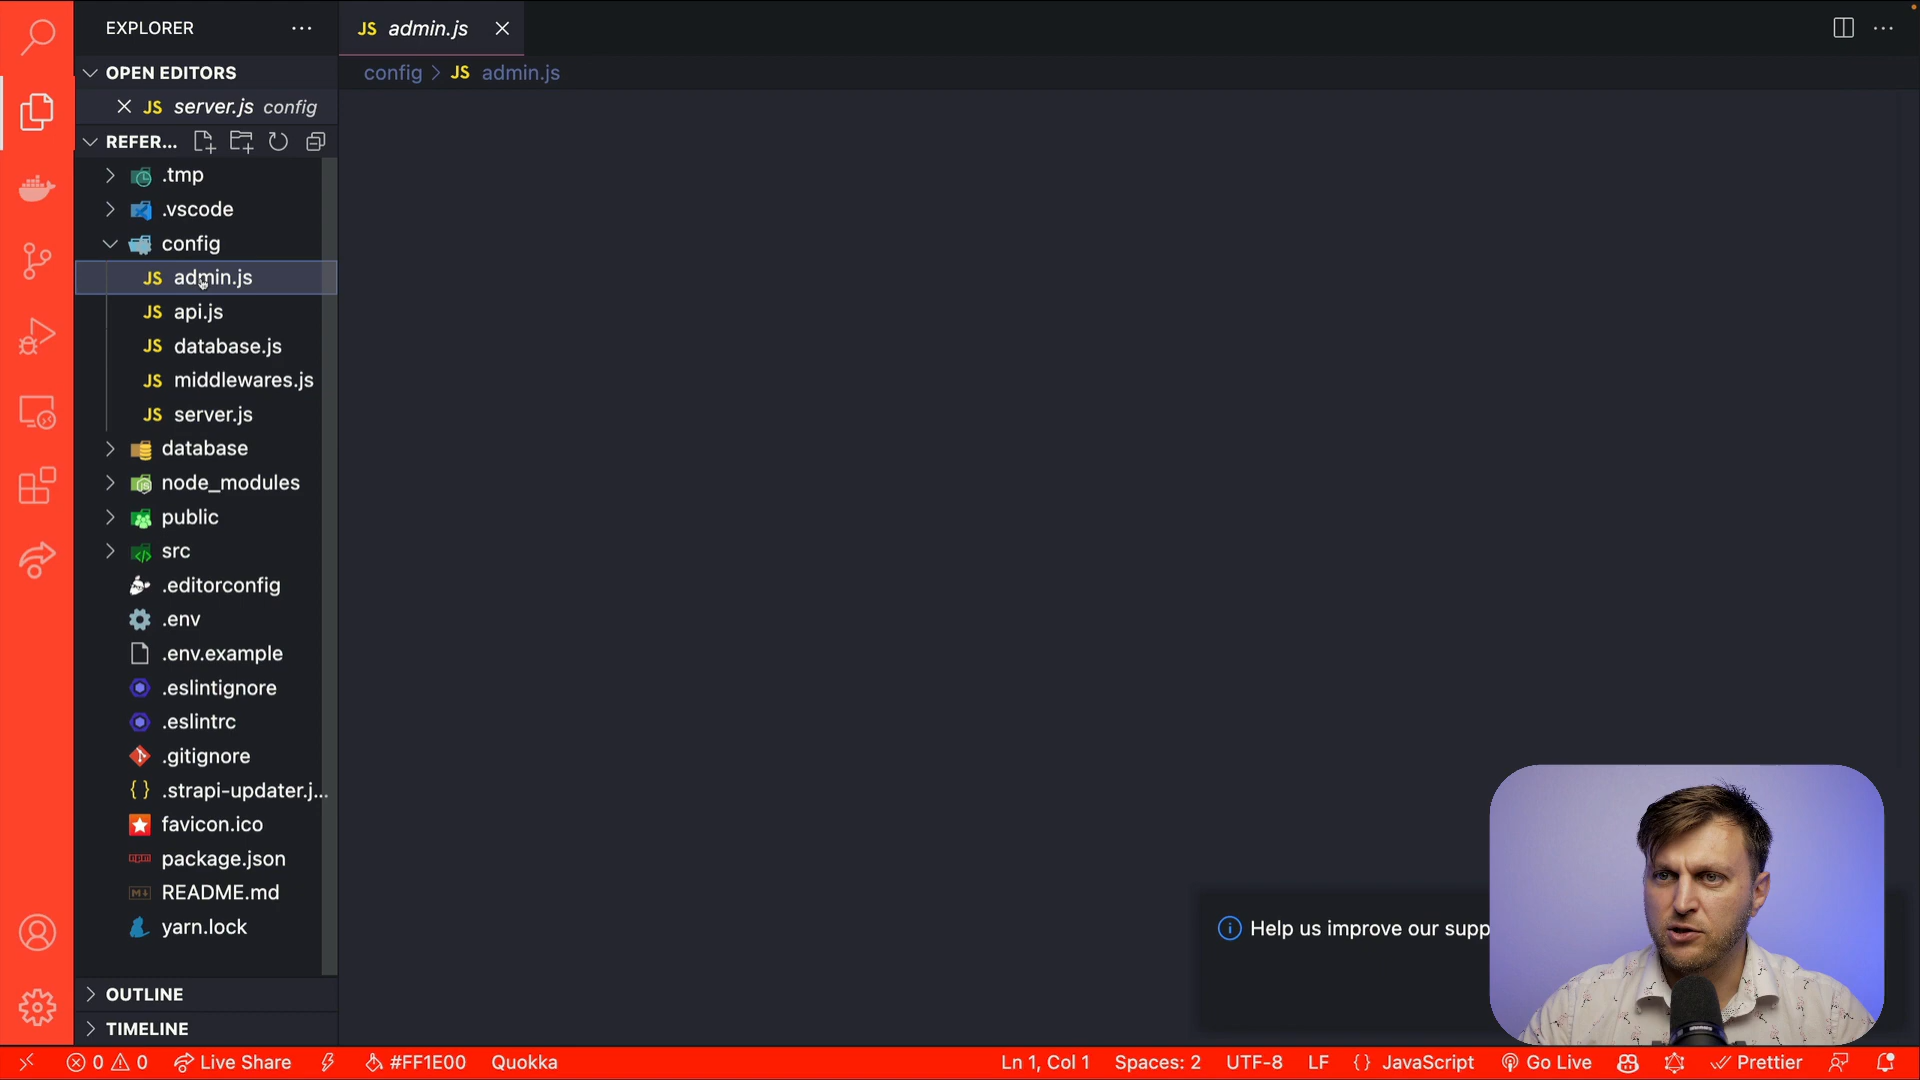 EXPLORER
JS admin.js
OPEN EDITORS
config > JS admin.js
JS server.js config
REFER...
.tmp
.vscode
config
JS admin.js
JS api.js
JS database.js
JS middlewares.js
JS server.js
database
node_modules
public
src
.editorconfig
.env
.env.example
.eslintignore
.eslintrc
.gitignore
{ } .strapi-updater.j...
favicon.ico
package.json
README.md
yarn.lock
Help us improve our supp
OUTLINE
TIMELINE
0 0 Live Share #FF1E00 Quokka Ln 1, Col 1 Spaces: 2 UTF-8 LF { } JavaScript Go Live Prettier